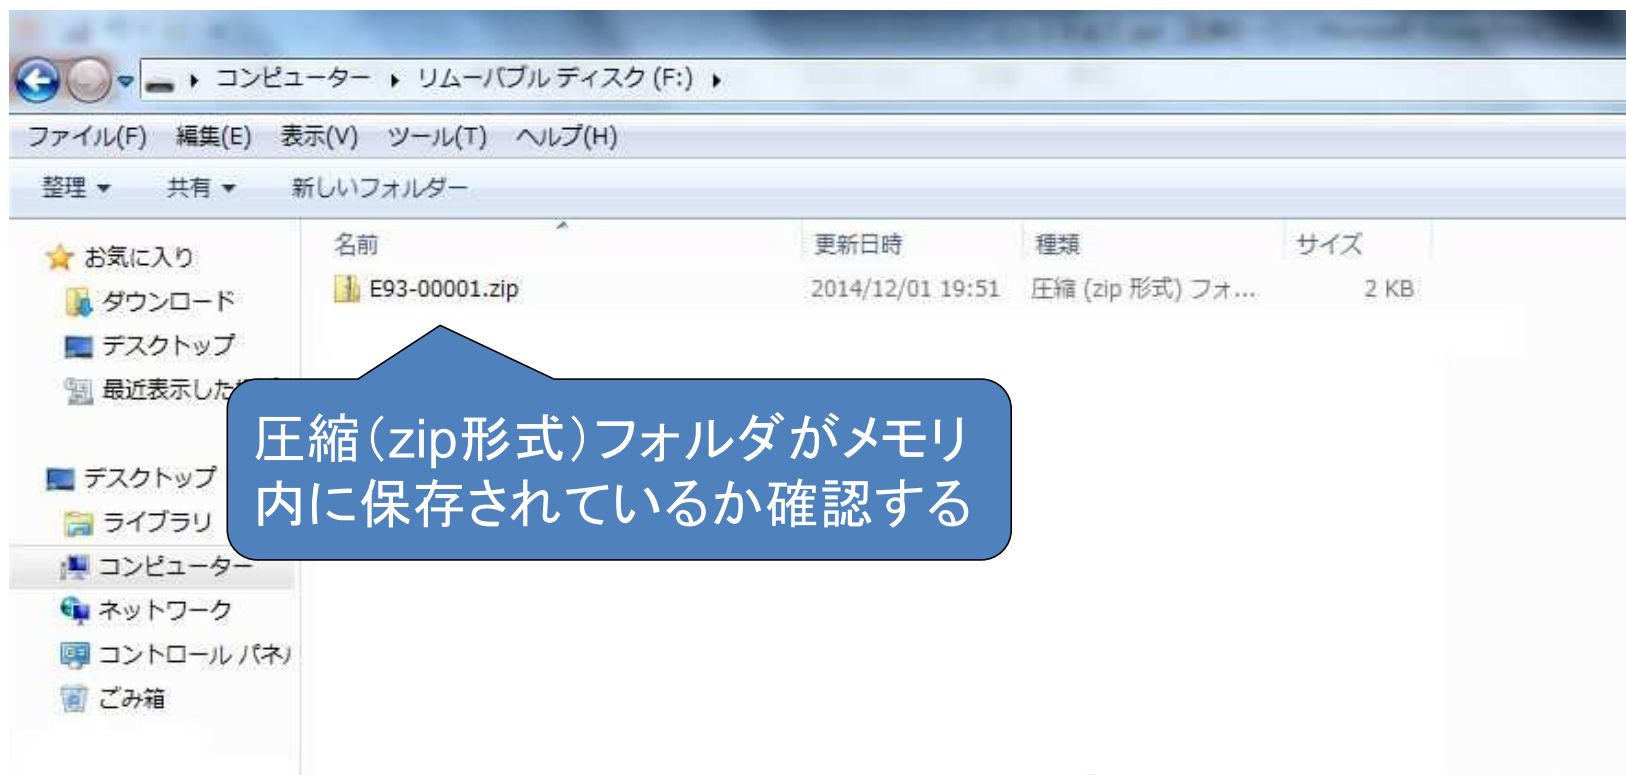 コンピューター ▸ リムーバブル ディスク (F:) ▸
ファイル(F) 編集(E) 表示(V) ツール(T) ヘルプ(H)
整理 ▼ 共有 ▼ 新しいフォルダー
名前 更新日時 種類 サイズ
E93-00001.zip 2014/12/01 19:51 圧縮 (zip 形式) フォ... 2 KB
お気に入り
ダウンロード
デスクトップ
最近表示した
デスクトップ
ライブラリ
コンピューター
ネットワーク
コントロール パネル
ごみ箱
圧縮（zip形式）フォルダがメモリ
内に保存されているか確認する